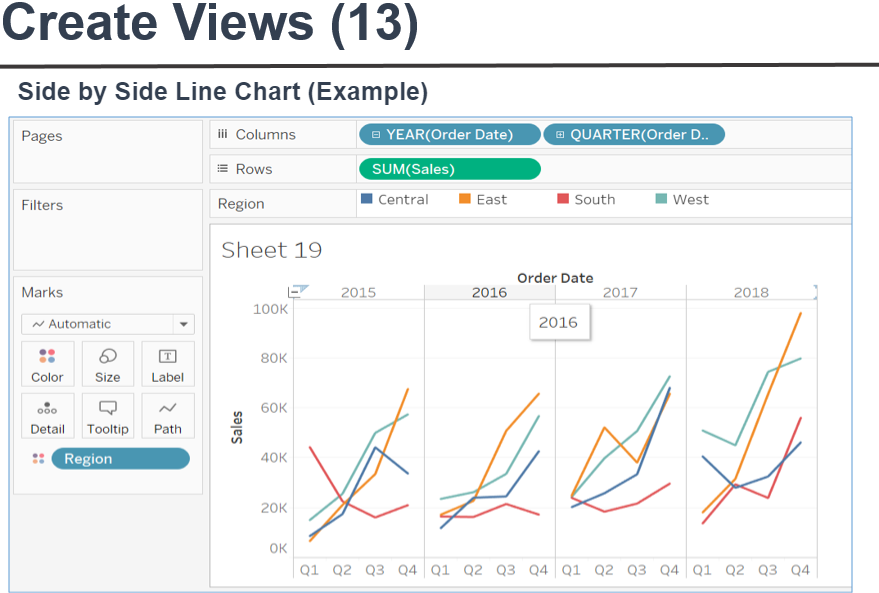 Create Views (13)
Side by Side Line Chart (Example)
Pages
Columns
YEAR(Order Date)
QUARTER(Order D..
Rows
SUM(Sales)
Filters
Region
Central
East
South
West
Sheet 19
Marks
Automatic
Color
Size
Label
Detail
Tooltip
Path
Region
Order Date
2015 2016 2017 2018
2016
Sales
100K
80K
60K
40K
20K
0K
Q1 Q2 Q3 Q4 Q1 Q2 Q3 Q4 Q1 Q2 Q3 Q4 Q1 Q2 Q3 Q4